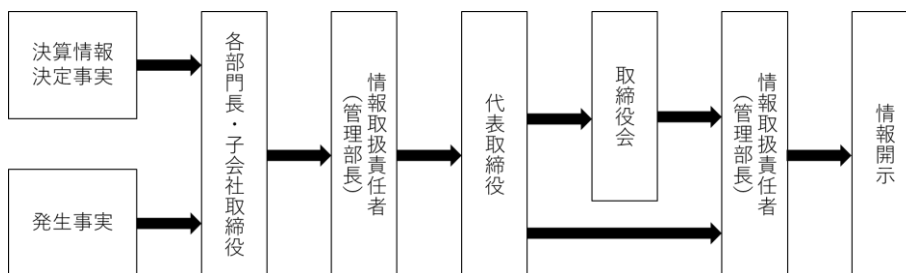 決算情報
決定事実
発生事実
各部門長・子会社取締役
情報取扱責任者
（管理部長）
代表取締役
取締役会
情報取扱責任者
（管理部長）
情報開示